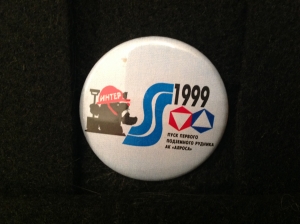 ИНТЕР
1999
ПУСК ПЕРВОГО
ПОДЗЕМНОГО РУДНИКА
АК «АЛРОСА»